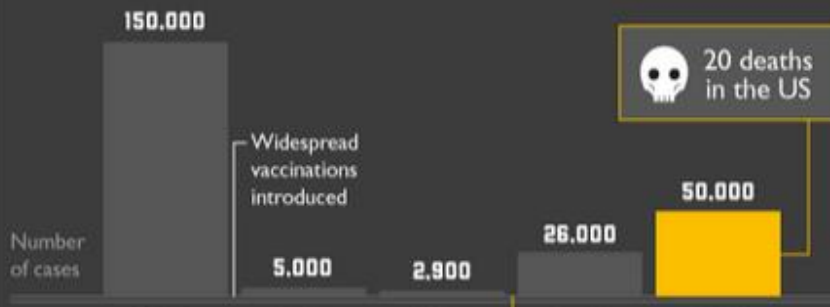 150,000
20 deaths
in the US
Widespread
vaccinations
introduced
50,000
26,000
Number
of cases
5,000
2,900